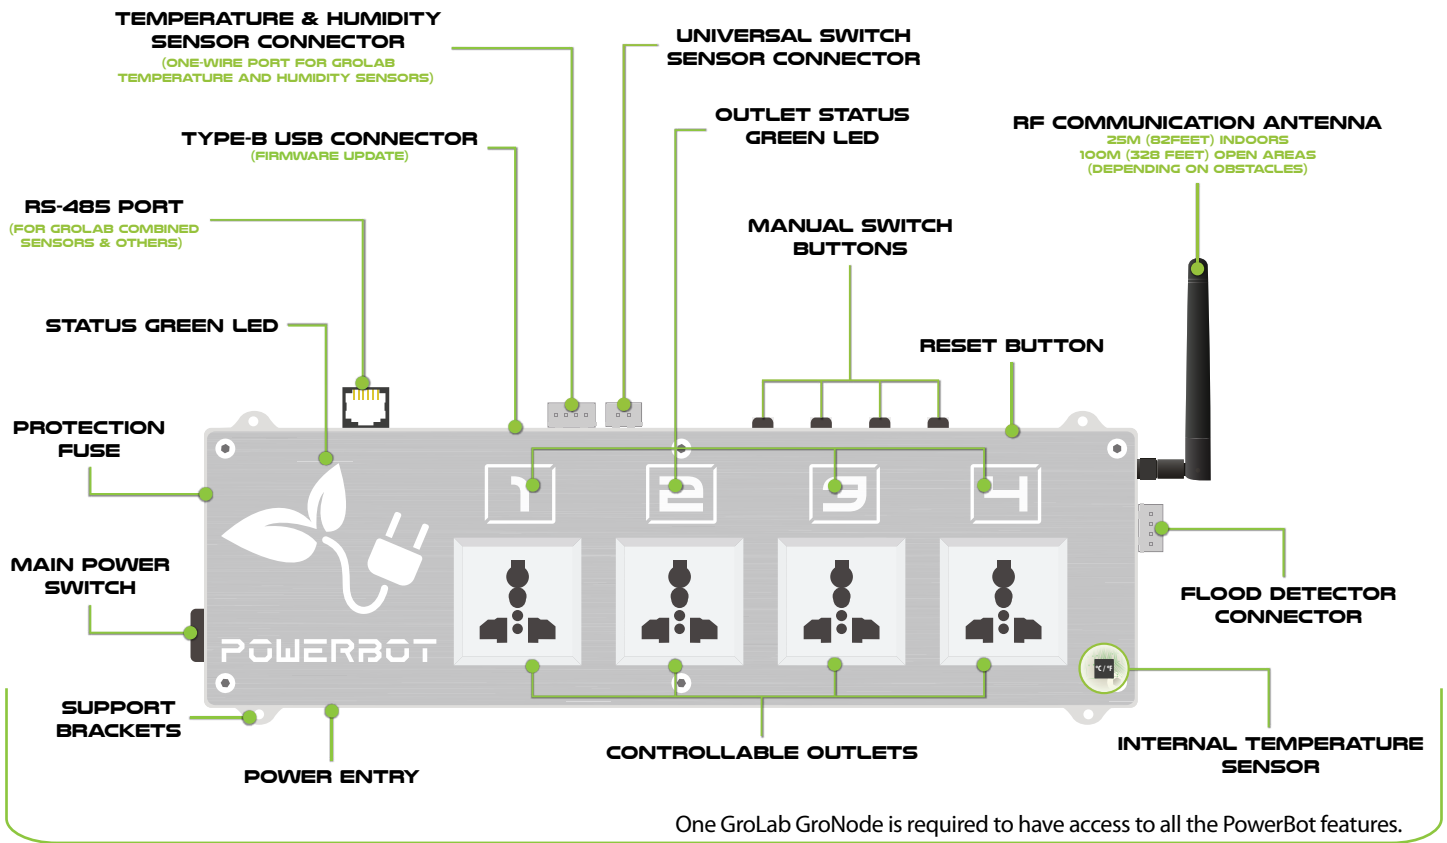 TEMPERATURE & HUMIDITY
SENSOR CONNECTOR
(ONE-WIRE PORT FOR GROLAB
TEMPERATURE AND HUMIDITY SENSORS)
UNIVERSAL SWITCH
SENSOR CONNECTOR
TYPE-B USB CONNECTOR
(FIRMWARE UPDATE)
OUTLET STATUS
GREEN LED
RF COMMUNICATION ANTENNA
25M (82FEET) INDOORS
100M (328 FEET) OPEN AREAS
(DEPENDING ON OBSTACLES)
RS-485 PORT
(FOR GROLAB COMBINED
SENSORS & OTHERS)
MANUAL SWITCH
BUTTONS
STATUS GREEN LED
RESET BUTTON
PROTECTION
FUSE
1 2 3 4
MAIN POWER
SWITCH
FLOOD DETECTOR
CONNECTOR
POWERBOT
°C / °F
SUPPORT
BRACKETS
POWER ENTRY
CONTROLLABLE OUTLETS
INTERNAL TEMPERATURE
SENSOR
One GroLab GroNode is required to have access to all the PowerBot features.